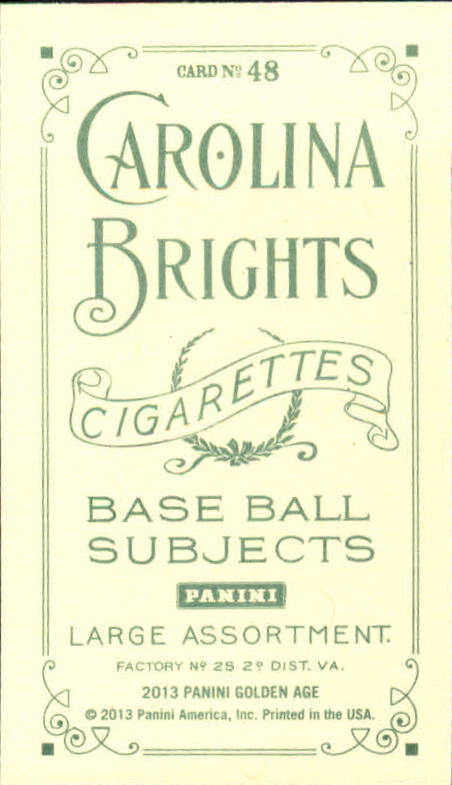 CARD Nº 48
CAROLINA
BRIGHTS
CIGARETTES
BASE BALL
SUBJECTS
PANINI
LARGE ASSORTMENT.
FACTORY Nº 25 2º DIST. VA.
2013 PANINI GOLDEN AGE
© 2013 Panini America, Inc. Printed in the USA.